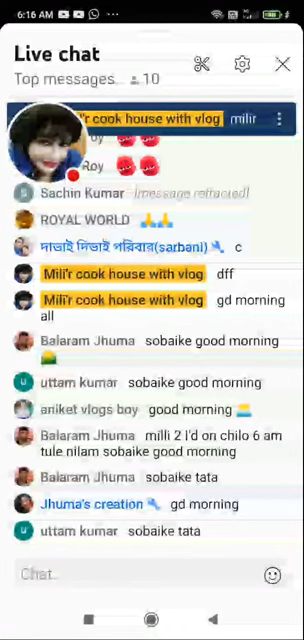 6:16 AM
Live chat
Top messages... 10
cook house with vlog milir
Roy
Sachin Kumar [message retracted]
ROYAL WORLD 🙏🙏
দাভাই দিভাই পরিবার(sarbani) c
Mili'r cook house with vlog dff
Mili'r cook house with vlog gd morning
all
Balaram Jhuma sobaike good morning
uttam kumar sobaike good morning
aniket vlogs boy good morning
Balaram Jhuma milli 2 I'd on chilo 6 am
tule nilam sobaike good morning
Balaram Jhuma sobaike tata
Jhuma's creation gd morning
uttam kumar sobaike tata
Chat...